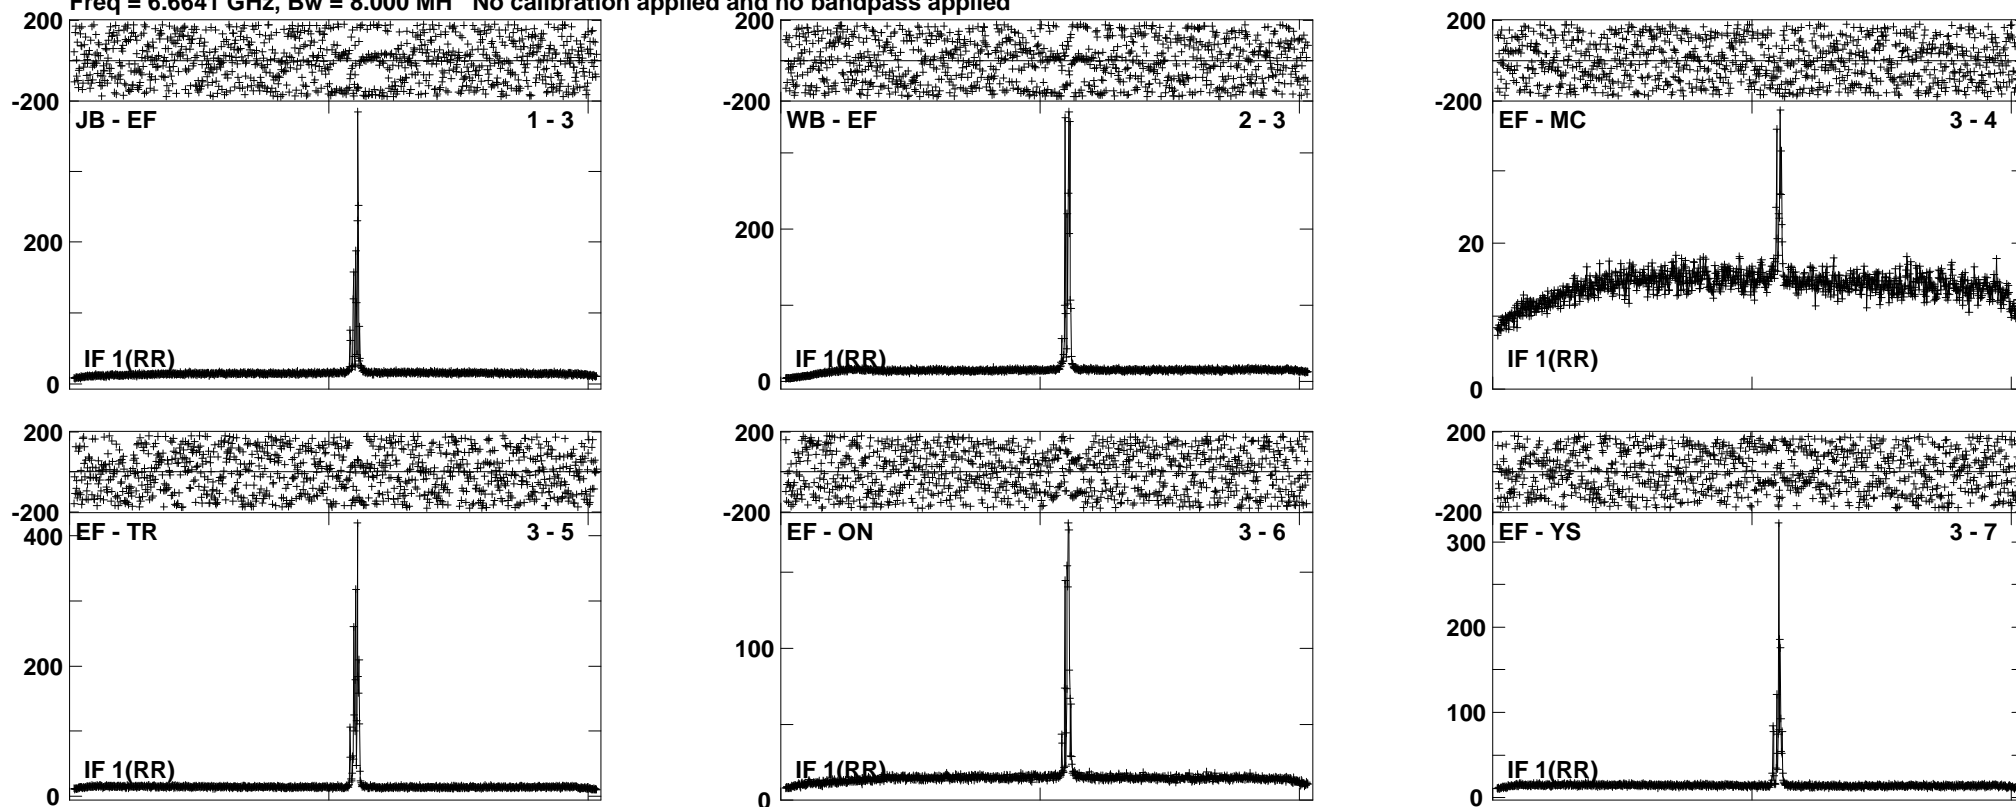 Freq = 6.6641 GHz, Bw = 8.000 MH No calibration applied and no bandpass applied
200
-200
JB - EF 1 - 3
200
0
IF 1(RR)
200
-200
WB - EF 2 - 3
200
0
IF 1(RR)
200
-200
EF - MC 3 - 4
20
0
IF 1(RR)
200
-200
EF - TR 3 - 5
400
200
0
IF 1(RR)
200
-200
EF - ON 3 - 6
100
0
IF 1(RR)
200
-200
EF - YS 3 - 7
300
200
100
0
IF 1(RR)